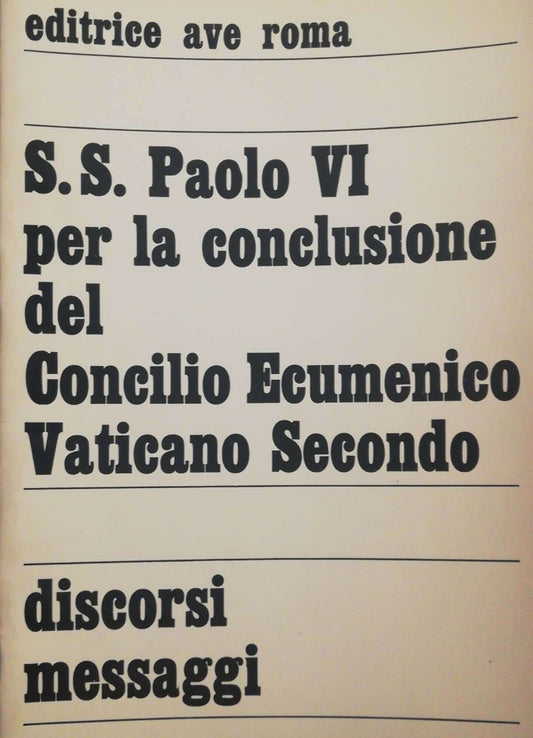 editrice ave roma
S.S. Paolo VI
per la conclusione
del
Concilio Ecumenico
Vaticano Secondo
discorsi
messaggi